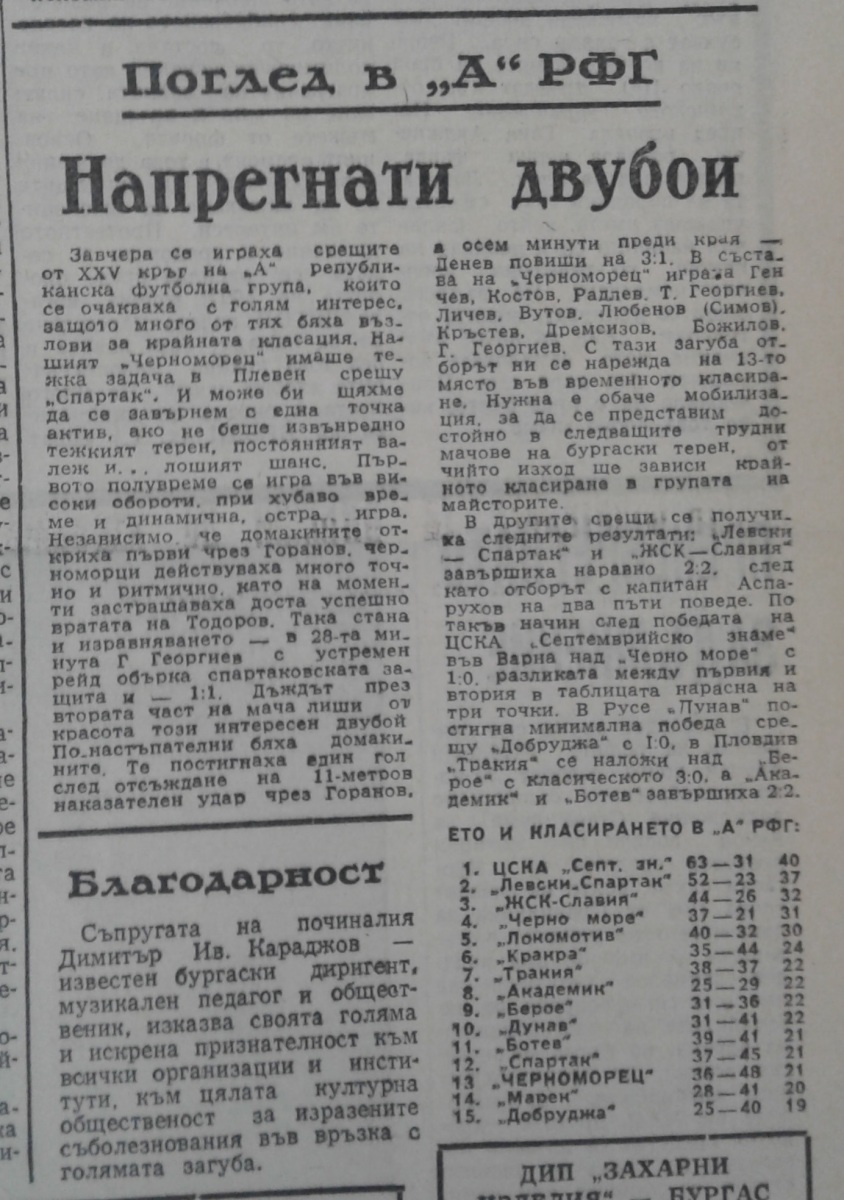 Поглед в „А“ РФГ
Напрегнати двубои
Завчера се играха срещите
от XXV кръг на „А“ републи-
канска футболна група, които
се очакваха с голям интерес,
защото много от тях бяха въз-
лови за крайната класация. На-
шият „Черноморец“ имаше те-
жка задача в Плевен срещу
„Спартак“. И може би щяхме
да се завърнем с една точка
актив, ако не беше извънредно
тежкият терен, постоянният ва-
леж и... лошият шанс. Пър-
вото полувреме се игра във ви-
соки обороти, при хубаво вре-
ме и динамична, остра игра.
Независимо, че домакините от-
криха първи чрез Горанов, чер-
номорци действуваха много точ-
но и ритмично, като на момен-
ти застрашаваха доста успешно
вратата на Тодоров. Така стана
и изравняването — в 28-та ми-
нута Г Георгиев с устремен
рейд обърка спартаковската за-
щита и — 1:1. Дъждът през
втората част на мача лиши от
красота този интересен двубой
По-настъпателни бяха домаки-
ните. Те постигнаха един гол
след отсъждане на 11-метров
наказателен удар чрез Горанов,
а осем минути преди края —
Денев повиши на 3:1. В съста-
ва на „Черноморец“ играха Ген
чев, Костов, Радлев, Т. Георгиев,
Личев, Вутов, Любенов (Симов),
Кръстев, Дремсизов, Божилов,
Г. Георгиев. С тази загуба от-
борът ни се нарежда на 13-то
място във временното класира-
не. Нужна е обаче мобилиза-
ция, за да се представим до-
стойно в следващите трудни
мачове на бургаски терен, от
чийто изход ще зависи край-
ното класиране в групата на
майсторите.
В другите срещи се получи-
ха следните резултати: „Левски
— Спартак“ и „ЖСК—Славия“
завършиха наравно 2:2, след
като отборът с капитан Аспа-
рухов на два пъти поведе. По
такъв начин след победата на
ЦСКА „Септемврийско знаме“
във Варна над „Черно море“ с
1:0, разликата между първия и
втория в таблицата нарасна на
три точки. В Русе „Дунав“ по-
стигна минимална победа сре-
щу „Добруджа“ с 1:0, в Пловдив
„Тракия“ се наложи над „Бе-
рое“ с класическото 3:0, а „Ака-
демик“ и „Ботев“ завършиха 2:2.
ЕТО И КЛАСИРАНЕТО В „А“ РФГ:
1. ЦСКА „Септ. зн.“ 63—31 40
2. „Левски-Спартак“ 52—23 37
3. „ЖСК-Славия“ 44—26 32
4. „Черно море“ 37—21 31
5. „Локомотив“ 40—32 30
6. „Кракра“ 35—44 24
7. „Тракия“ 38—37 22
8. „Академик“ 25—29 22
9. „Берое“ 31—36 22
10. „Дунав“ 31—41 22
11. „Ботев“ 39—41 21
12. „Спартак“ 37—45 21
13 „ЧЕРНОМОРЕЦ“ 36—48 21
14. „Марек“ 28—41 20
15. „Добруджа“ 25—40 19
Благодарност
Съпругата на починалия
Димитър Ив. Караджов —
известен бургаски диригент,
музикален педагог и общест-
веник, изказва своята голяма
и искрена признателност към
всички организации и инсти-
тути, към цялата културна
общественост за изразените
съболезнования във връзка с
голямата загуба.
ДИП „ЗАХАРНИ
ИЗДЕЛИЯ“ — БУРГАС